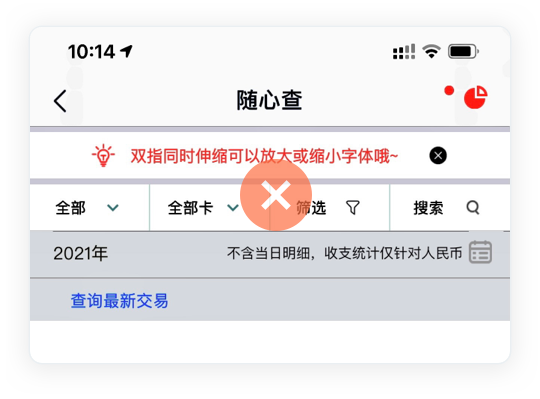 10:14
随心查
双指同时伸缩可以放大或缩小字体哦~
全部 全部卡 筛选 搜索
2021年 不含当日明细，收支统计仅针对人民币
查询最新交易